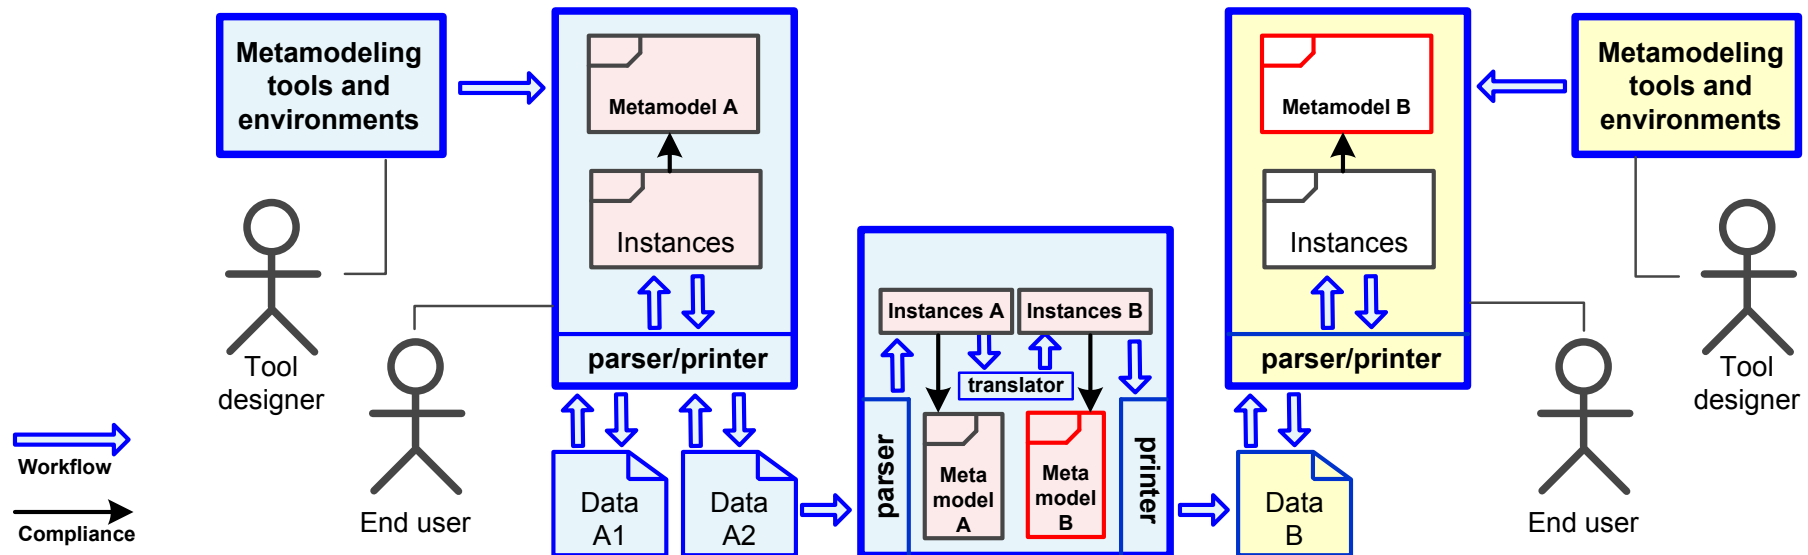 Metamodeling
tools and
environments
Metamodel A
Instances
parser/printer
Tool
designer
End user
Workflow
Compliance
Data
A1
Data
A2
Instances A
Instances B
translator
parser
Meta
model
A
Meta
model
B
printer
Metamodel B
Instances
parser/printer
Data
B
Metamodeling
tools and
environments
Tool
designer
End user